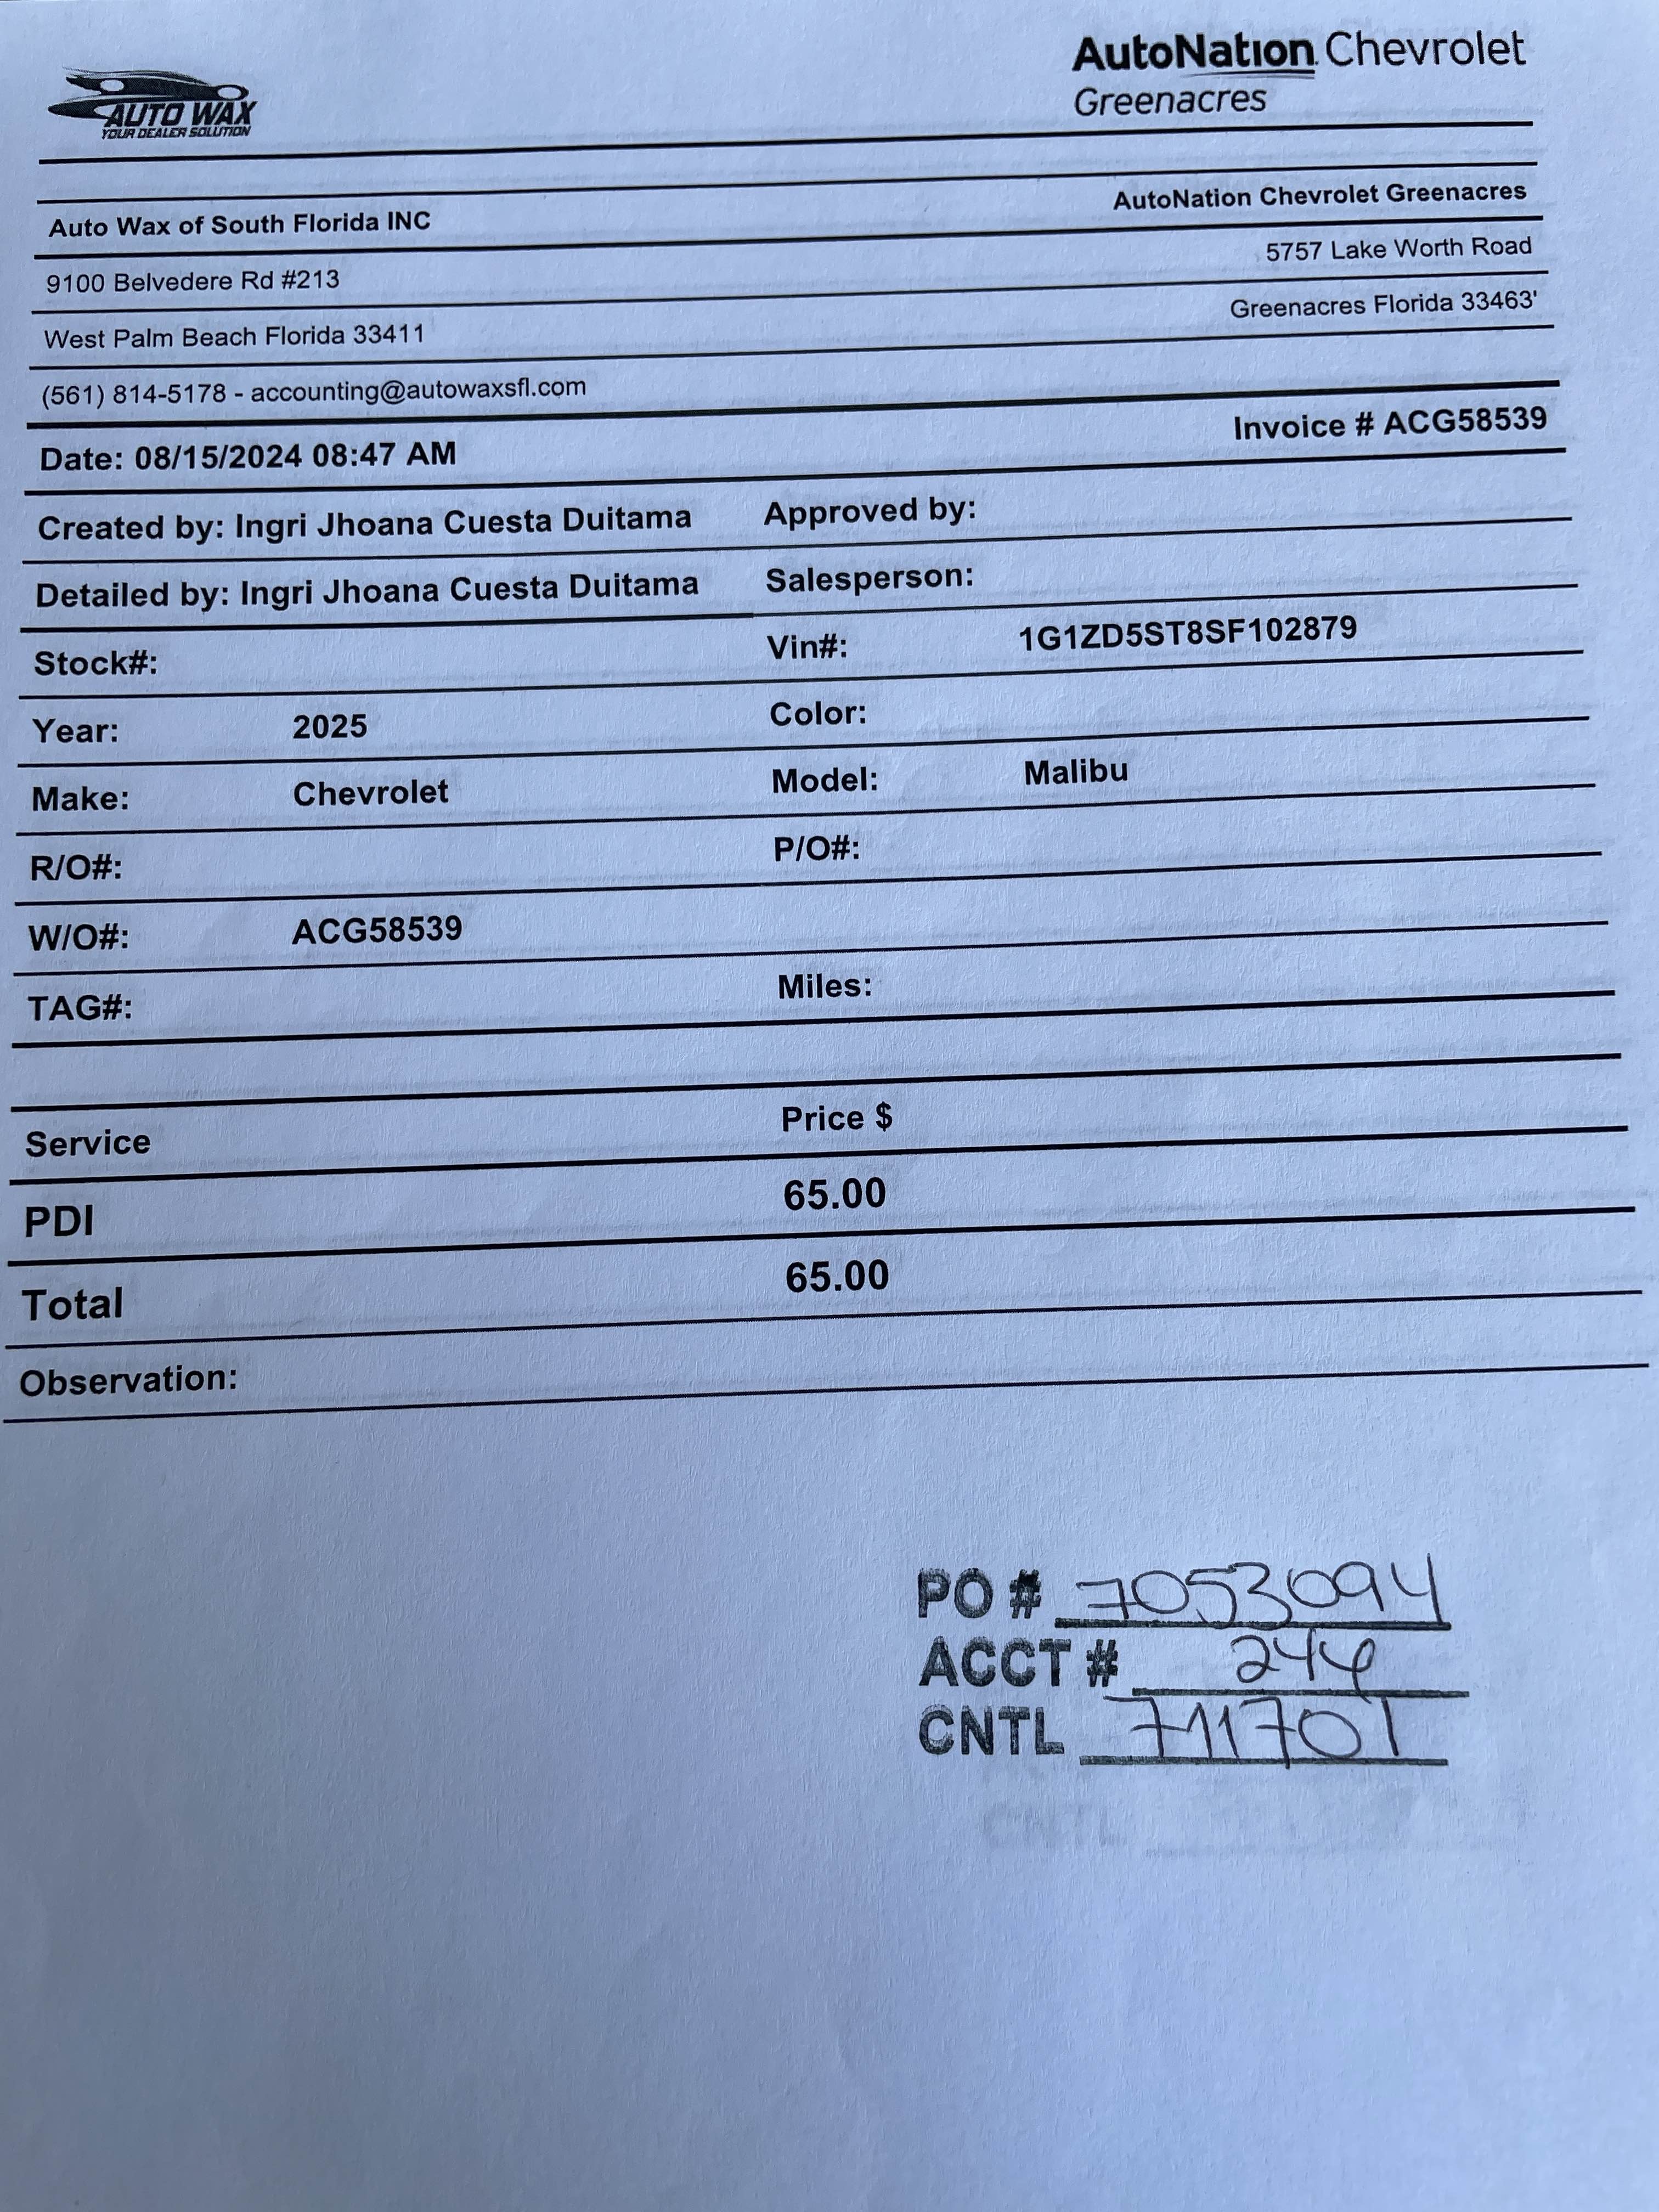 AUTO WAX
YOUR DEALER SOLUTION
AutoNation Chevrolet
Greenacres
Auto Wax of South Florida INC
AutoNation Chevrolet Greenacres
9100 Belvedere Rd #213
5757 Lake Worth Road
West Palm Beach Florida 33411
Greenacres Florida 33463'
(561) 814-5178 - accounting@autowaxsfl.com
Date: 08/15/2024 08:47 AM
Invoice # ACG58539
Created by: Ingri Jhoana Cuesta Duitama Approved by:
Detailed by: Ingri Jhoana Cuesta Duitama Salesperson:
Stock#: Vin#: 1G1ZD5ST8SF102879
Year: 2025 Color:
Make: Chevrolet Model: Malibu
R/O#: P/O#:
W/O#: ACG58539
TAG#: Miles:
Service Price $
PDI 65.00
Total 65.00
Observation:
PO # 7053094
ACCT #
CNTL 711701
CNTL